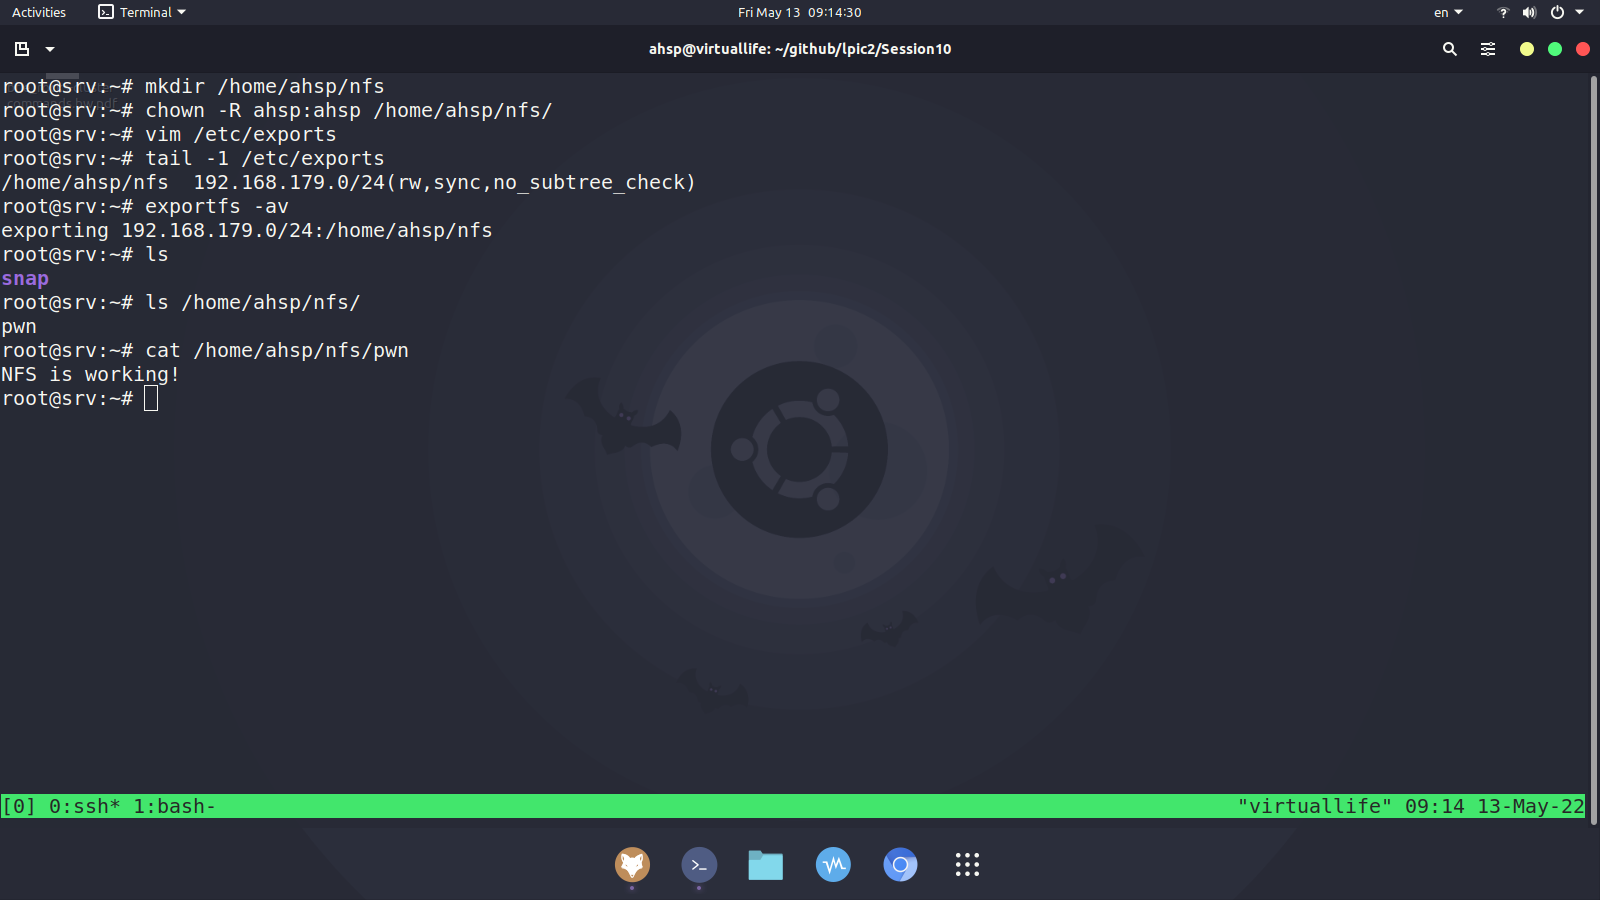 Activities Terminal Fri May 13 09:14:30 en
ahsp@virtuallife: ~/github/lpic2/Session10
root@srv:~# mkdir /home/ahsp/nfs
root@srv:~# chown -R ahsp:ahsp /home/ahsp/nfs/
root@srv:~# vim /etc/exports
root@srv:~# tail -1 /etc/exports
/home/ahsp/nfs  192.168.179.0/24(rw,sync,no_subtree_check)
root@srv:~# exportfs -av
exporting 192.168.179.0/24:/home/ahsp/nfs
root@srv:~# ls
snap
root@srv:~# ls /home/ahsp/nfs/
pwn
root@srv:~# cat /home/ahsp/nfs/pwn
NFS is working!
root@srv:~#
[0] 0:ssh* 1:bash- "virtuallife" 09:14 13-May-22